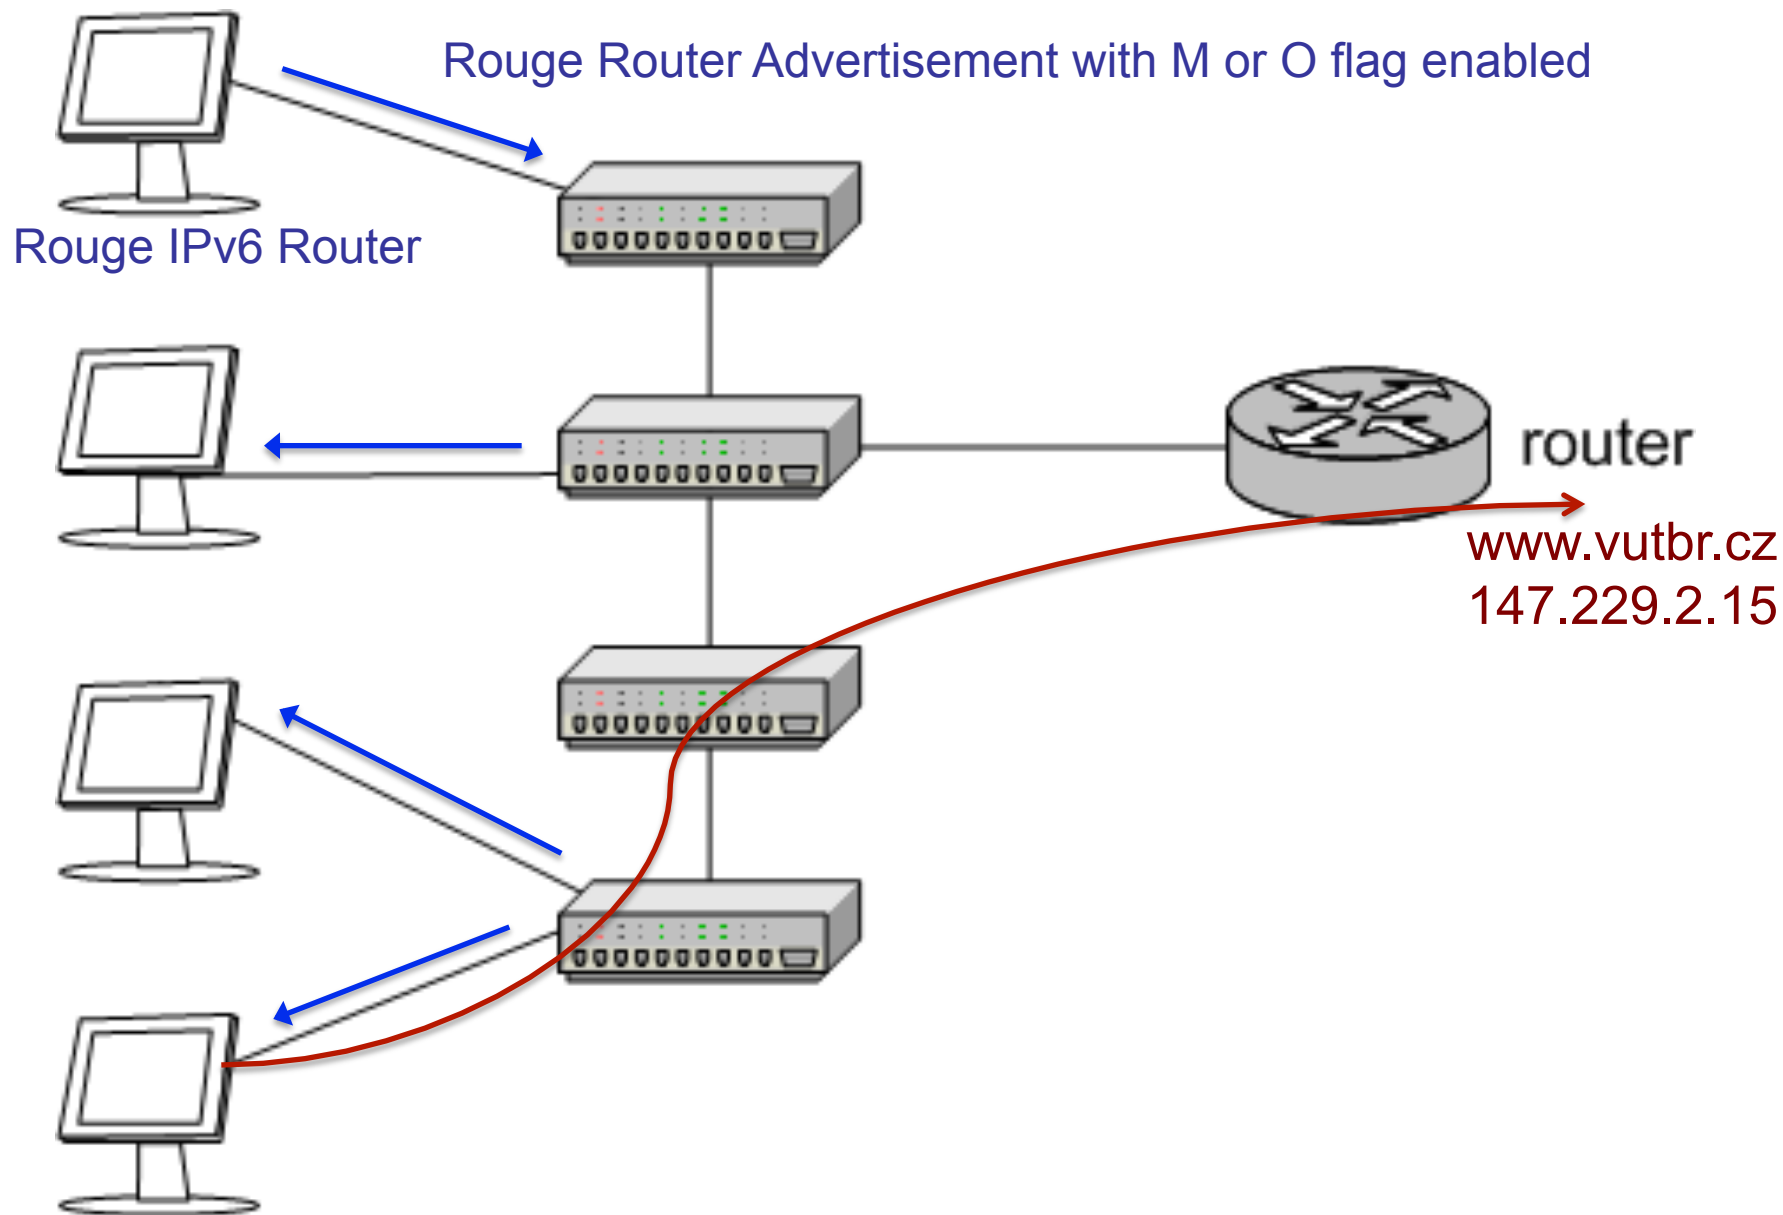 Rouge Router Advertisement with M or O flag enabled
Rouge IPv6 Router
router
www.vutbr.cz
147.229.2.15